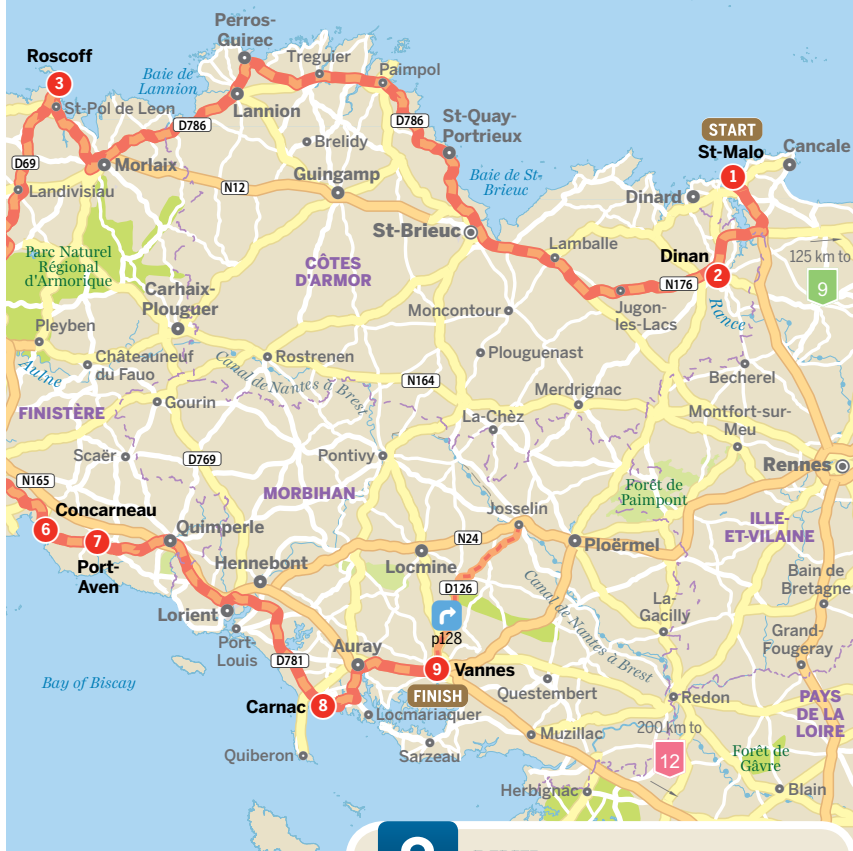 Perros-
Guirec
Roscoff
3
Treguier
Baie de
Lannion
Paimpol
St-Pol de Leon
Lannion
D786
D786
St-Quay-
Portrieux
START
St-Malo
1
Cancale
D69
Morlaix
Brelidy
Baie de St-
Brieuc
Landivisiau
N12
Guingamp
Dinard
St-Brieuc
Parc Naturel
Régional
d'Armorique
CÔTES
D'ARMOR
Lamballe
Dinan
2
N176
125 km to
9
Carhaix-
Plouguer
Moncontour
Jugon-
les-Lacs
Rance
Pleyben
Aulne
Châteauneuf
du Fauo
Rostrenen
Plouguenast
Canal de Nantes à Brest
N164
Becherel
Merdrignac
FINISTÈRE
Gourin
La-Chèz
Montfort-sur-
Meu
Scaër
D769
Pontivy
Rennes
N165
MORBIHAN
Forêt de
Paimpont
Concarneau
6
7
Port-
Aven
Quimperle
Josselin
ILLE-
ET-VILAINE
N24
Ploërmel
Hennebont
Locmine
D126
Canal de Nantes à Brest
Bain de
Bretagne
La-
Gacilly
Lorient
p128
Port-
Louis
Auray
Grand-
Fougeray
D781
9
Vannes
FINISH
Bay of Biscay
Questembert
Redon
PAYS
DE LA
LOIRE
Carnac
8
Locmariaquer
Muzillac
200 km to
12
Quiberon
Sarzeau
Forêt de
Gâvre
Herbignac
Blain